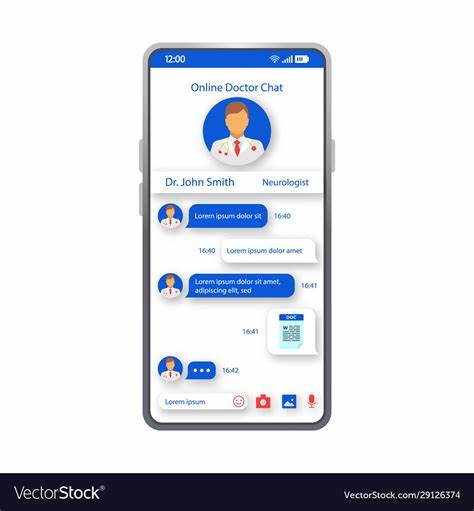 12:00
Online Doctor Chat
Dr. John Smith Neurologist
Lorem ipsum dolor sit 16:40
16:40 Lorem ipsum dolor amet
Lorem ipsum dolor sit amet,
adipiscing elit, sed 16:41
DOC
16:41 W
16:42
Lorem ipsum
VectorStock®
VectorStock.com/29126374